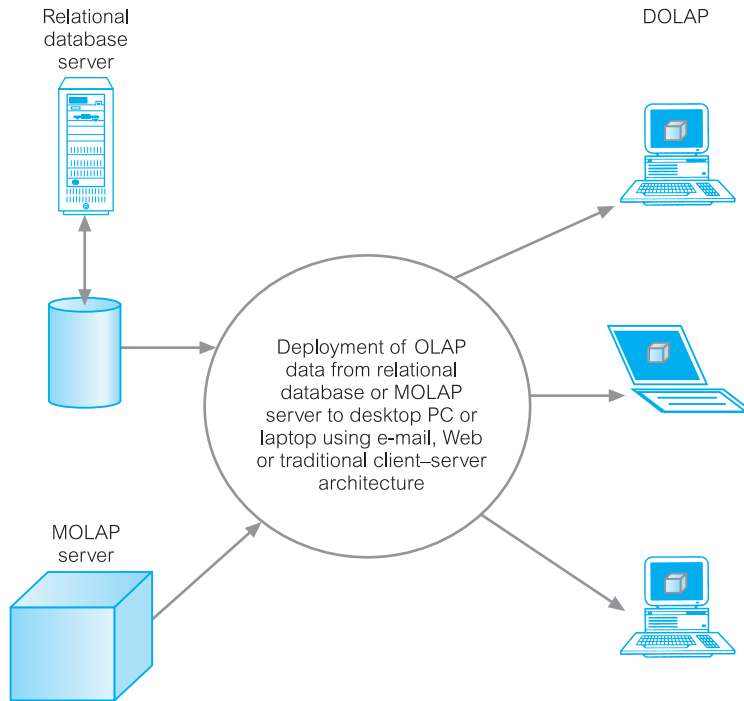 Relational
database
server
DOLAP
Deployment of OLAP
data from relational
database or MOLAP
server to desktop PC or
laptop using e-mail, Web
or traditional client–server
architecture
MOLAP
server